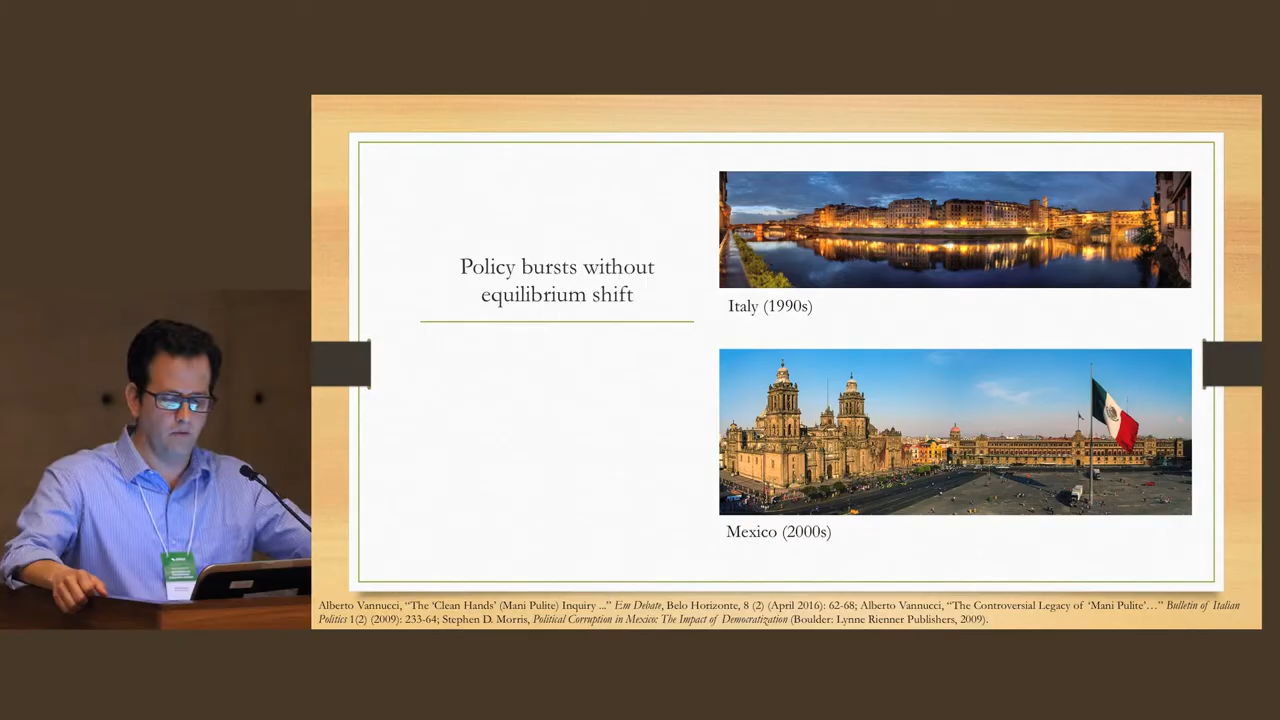 Policy bursts without
equilibrium shift
Italy (1990s)
Mexico (2000s)
Alberto Vannucci, “The ‘Clean Hands’ (Mani Pulite) Inquiry ...” Em Debate, Belo Horizonte, 8 (2) (April 2016): 62-68; Alberto Vannucci, “The Controversial Legacy of ‘Mani Pulite’…” Bulletin of Italian
Politics 1(2) (2009): 233-64; Stephen D. Morris, Political Corruption in Mexico: The Impact of Democratization (Boulder: Lynne Rienner Publishers, 2009).